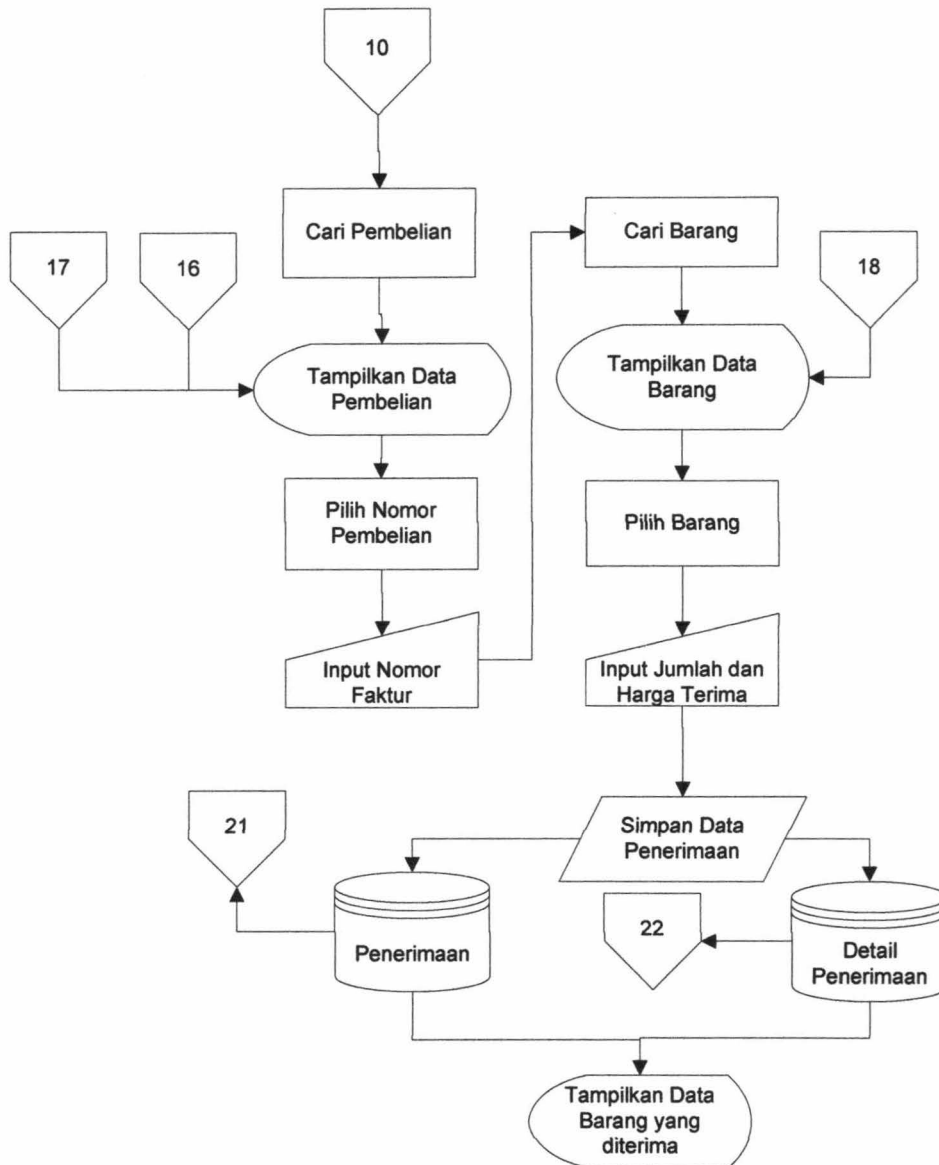 10
Cari Pembelian
17
16
Tampilkan Data
Pembelian
Pilih Nomor
Pembelian
Input Nomor
Faktur
Cari Barang
18
Tampilkan Data
Barang
Pilih Barang
Input Jumlah dan
Harga Terima
Simpan Data
Penerimaan
21
Penerimaan
22
Detail
Penerimaan
Tampilkan Data
Barang yang
diterima